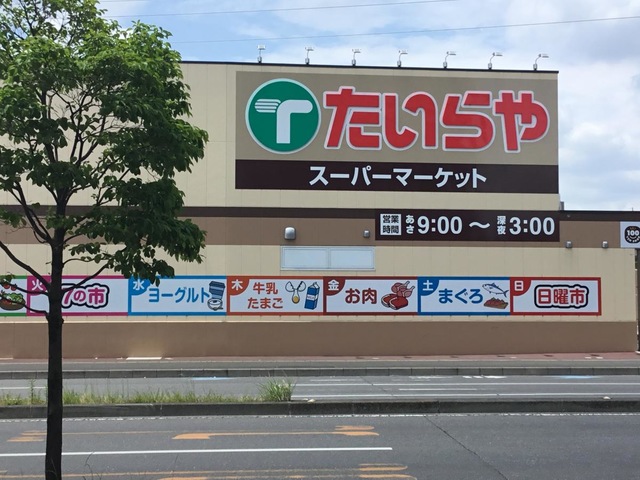 たいらや
スーパーマーケット
営業時間 あさ 9:00 ～ 深夜 3:00
100
火 の市
水 ヨーグルト
木 牛乳 たまご
金 お肉
土 まぐろ
日 日曜市